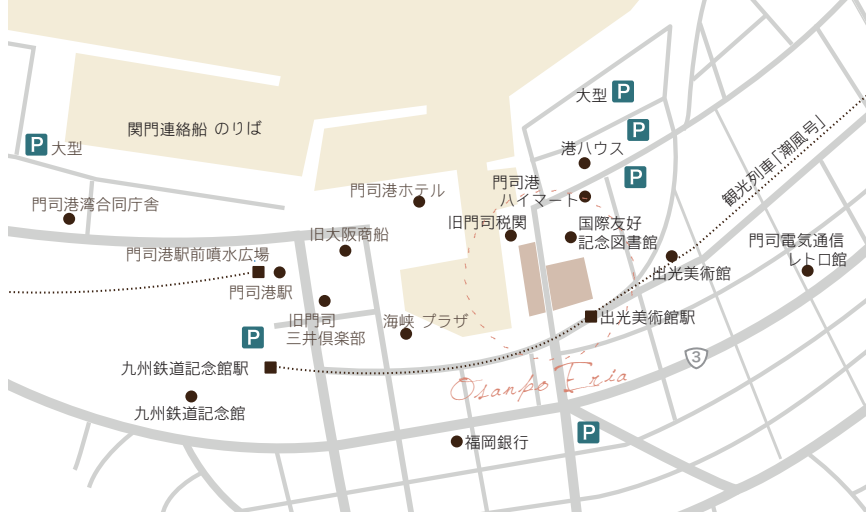 大型 P
P
P 大型
関門連絡船 のりば
港ハウス
観光列車「潮風号」
P
門司港
ハイマート
門司港ホテル
門司港湾合同庁舎
旧門司税関
国際友好
記念図書館
旧大阪商船
門司電気通信
レトロ館
門司港駅前噴水広場
出光美術館
門司港駅
旧門司
三井倶楽部
海峡 プラザ
出光美術館駅
P
3
九州鉄道記念館駅
Osanpo Eria
九州鉄道記念館
P
福岡銀行